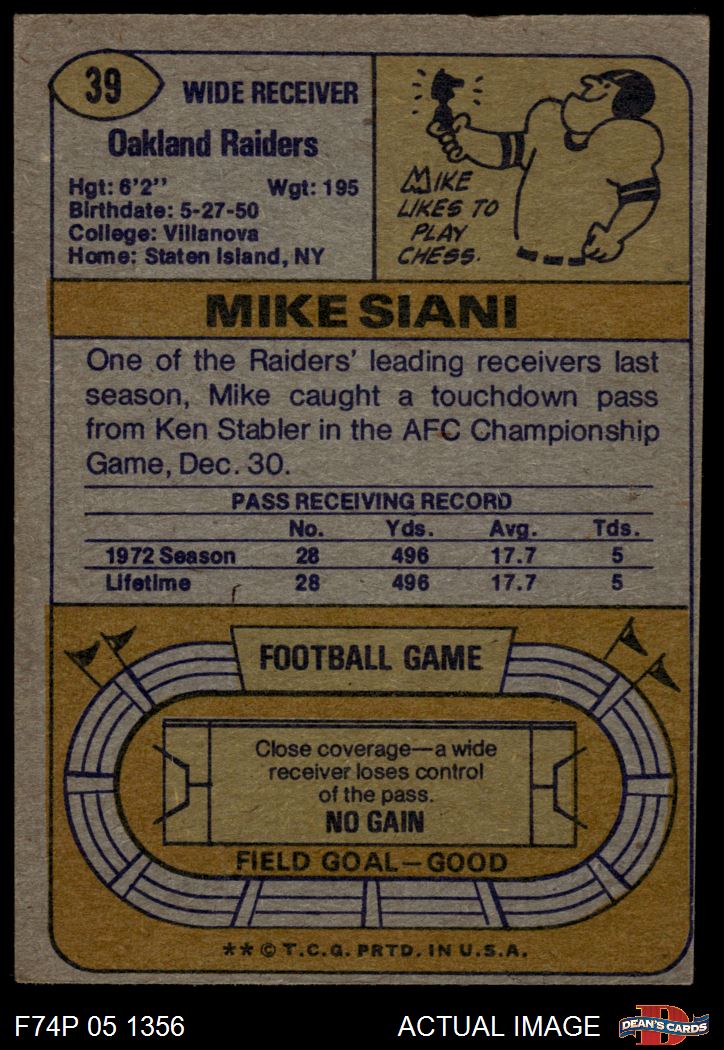 39
WIDE RECEIVER
Oakland Raiders
Hgt: 6'2"
Wgt: 195
Birthdate: 5-27-50
College: Villanova
Home: Staten Island, NY
MIKE
LIKES TO
PLAY
CHESS.
MIKE SIANI
One of the Raiders' leading receivers last
season, Mike caught a touchdown pass
from Ken Stabler in the AFC Championship
Game, Dec. 30.
PASS RECEIVING RECORD
No. Yds. Avg. Tds.
1972 Season 28 496 17.7 5
Lifetime 28 496 17.7 5
FOOTBALL GAME
Close coverage—a wide
receiver loses control
of the pass.
NO GAIN
FIELD GOAL—GOOD
** © T.C.G. PRTD. IN U.S.A.
F74P 05 1356
ACTUAL IMAGE
D
DEAN'S CARDS